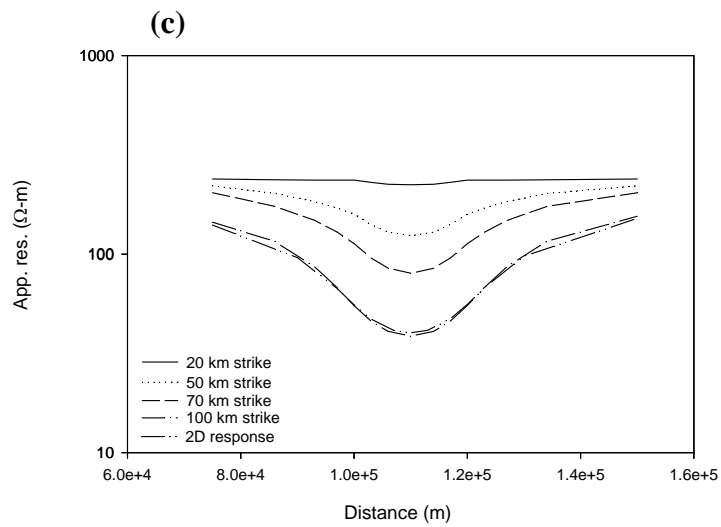 (c)
1000
100
10
App. res. (Ω-m)
20 km strike
50 km strike
70 km strike
100 km strike
2D response
6.0e+4 8.0e+4 1.0e+5 1.2e+5 1.4e+5 1.6e+5
Distance (m)